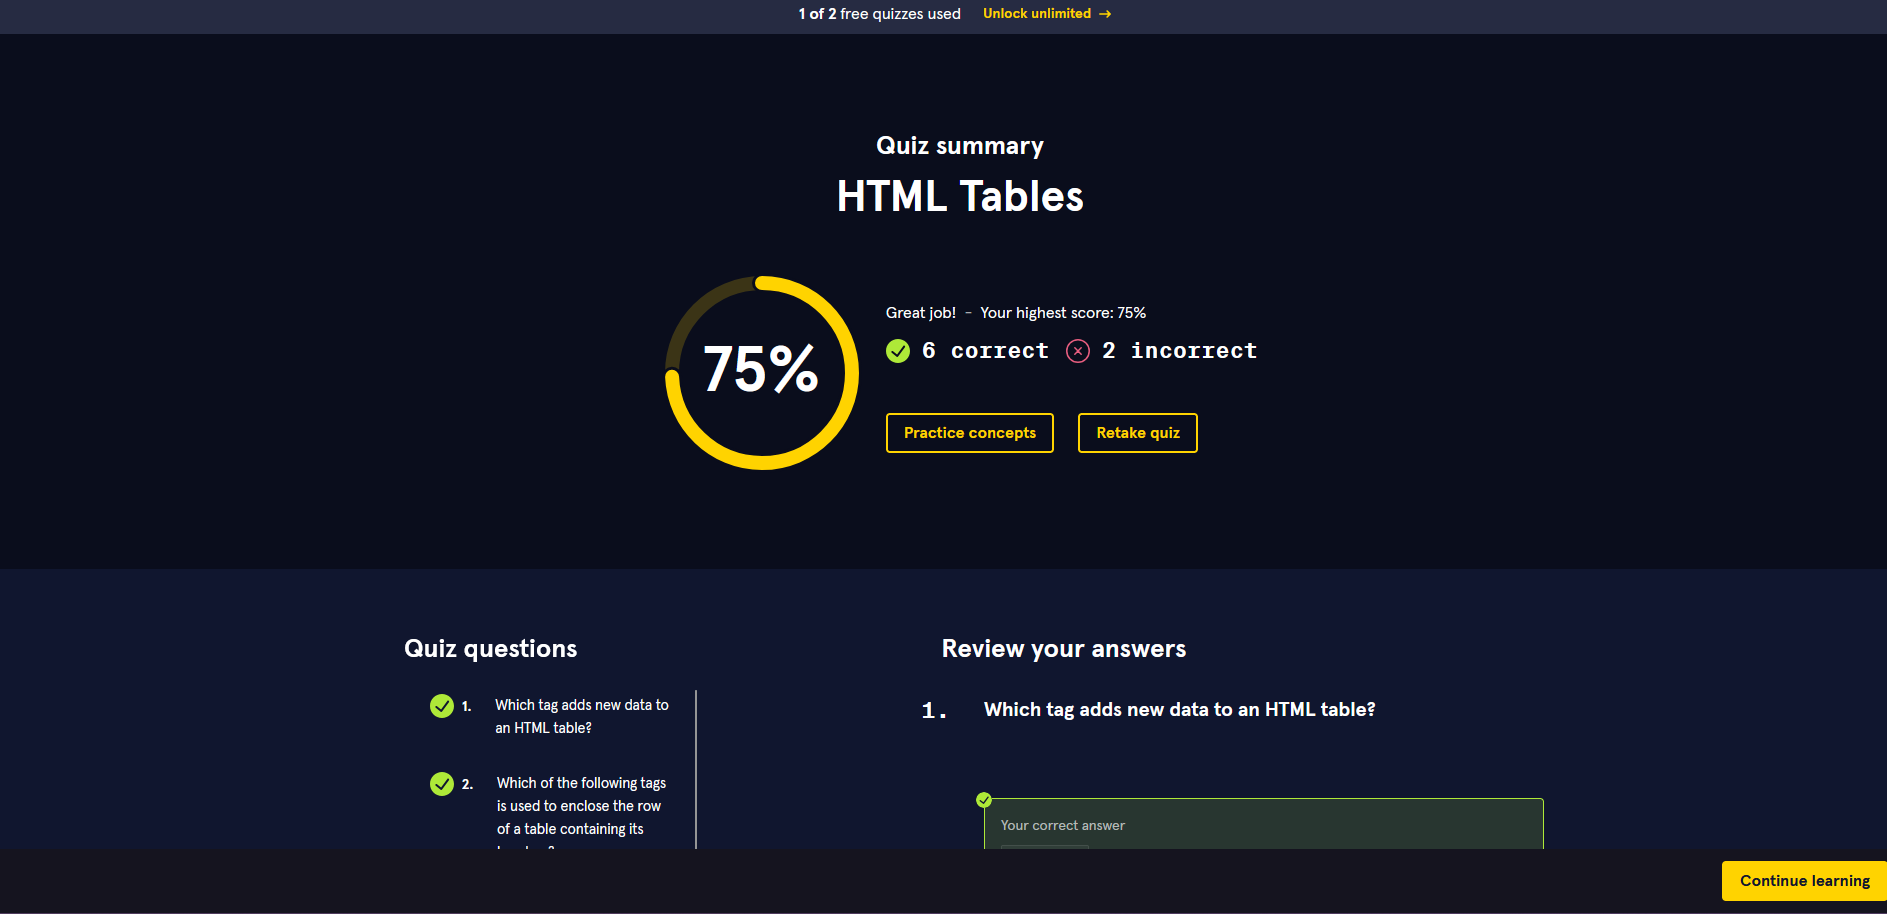 1 of 2 free quizzes used Unlock unlimited →
Quiz summary
HTML Tables
75%
Great job! - Your highest score: 75%
6 correct 2 incorrect
Practice concepts Retake quiz
Quiz questions
1. Which tag adds new data to
an HTML table?
2. Which of the following tags
is used to enclose the row
of a table containing its
Review your answers
1. Which tag adds new data to an HTML table?
Your correct answer
Continue learning